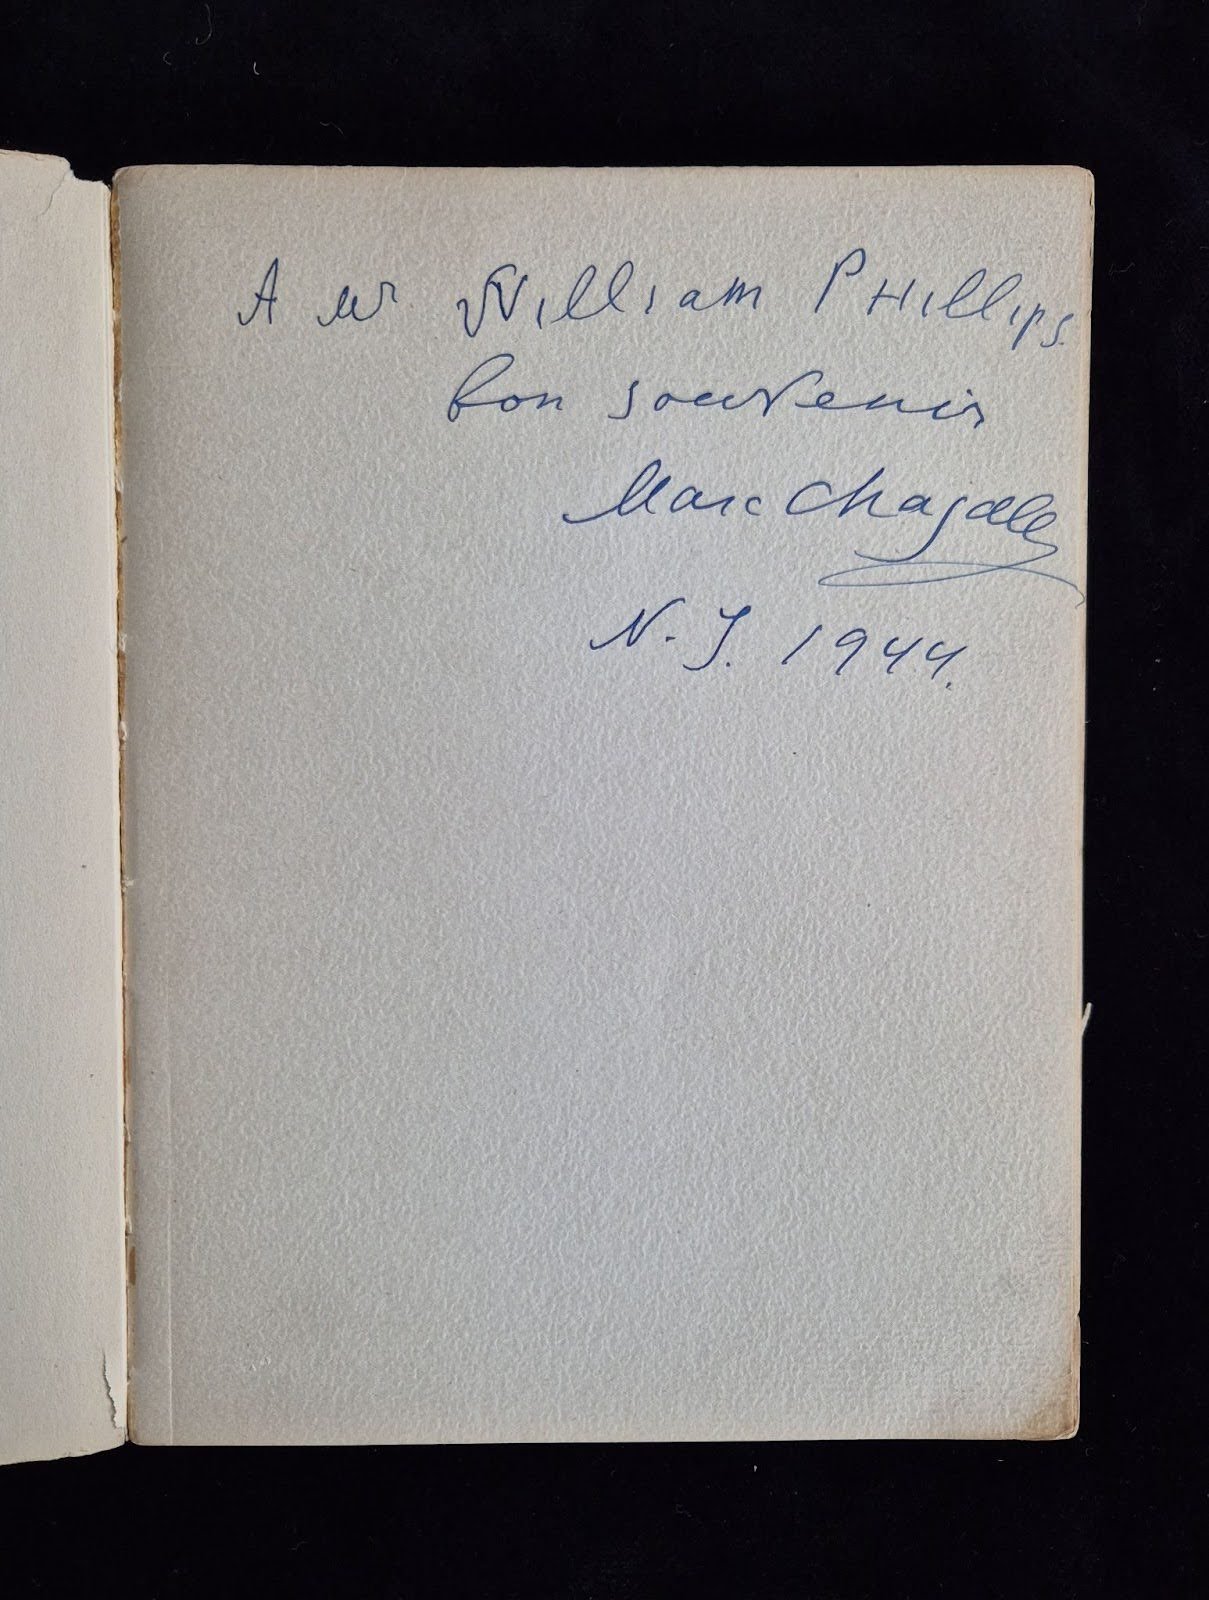 A Mr William Phillips.
bon souvenir
Marc Chagall
N. Y. 1944.